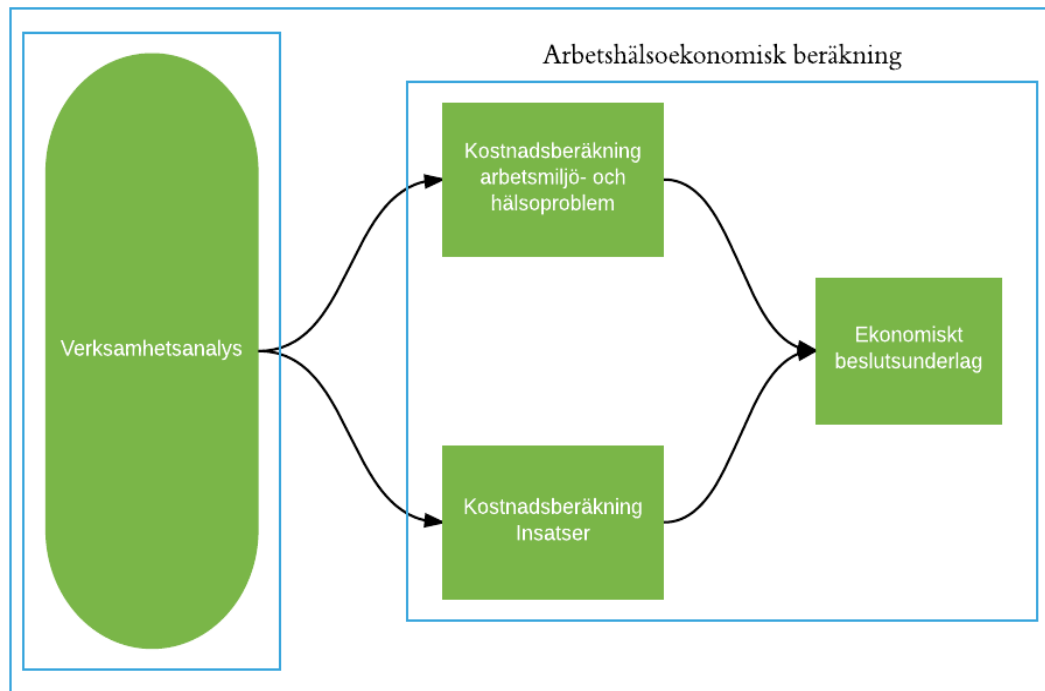 Arbetshälsoekonomisk beräkning
Verksamhetsanalys
Kostnadsberäkning
arbetsmiljö- och
hälsoproblem
Kostnadsberäkning
Insatser
Ekonomiskt
beslutsunderlag